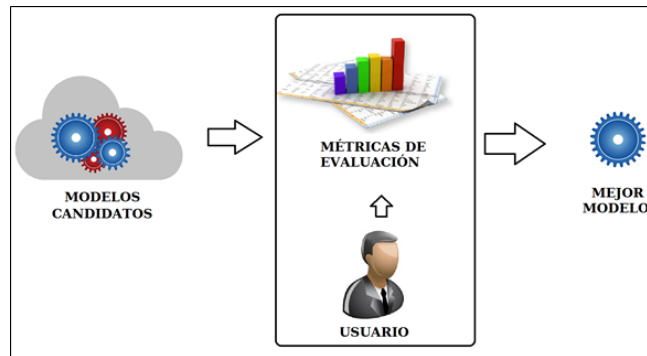 MODELOS
CANDIDATOS
MÉTRICAS DE
EVALUACIÓN
USUARIO
MEJOR
MODELO